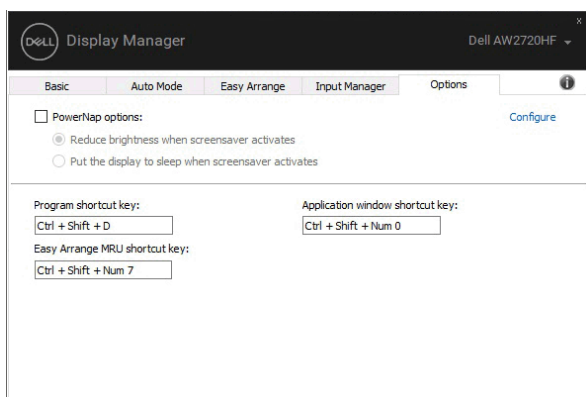 x
DELL Display Manager Dell AW2720HF
Basic Auto Mode Easy Arrange Input Manager Options i
PowerNap options: Configure
Reduce brightness when screensaver activates
Put the display to sleep when screensaver activates
Program shortcut key: Application window shortcut key:
Ctrl + Shift + D Ctrl + Shift + Num 0
Easy Arrange MRU shortcut key:
Ctrl + Shift + Num 7